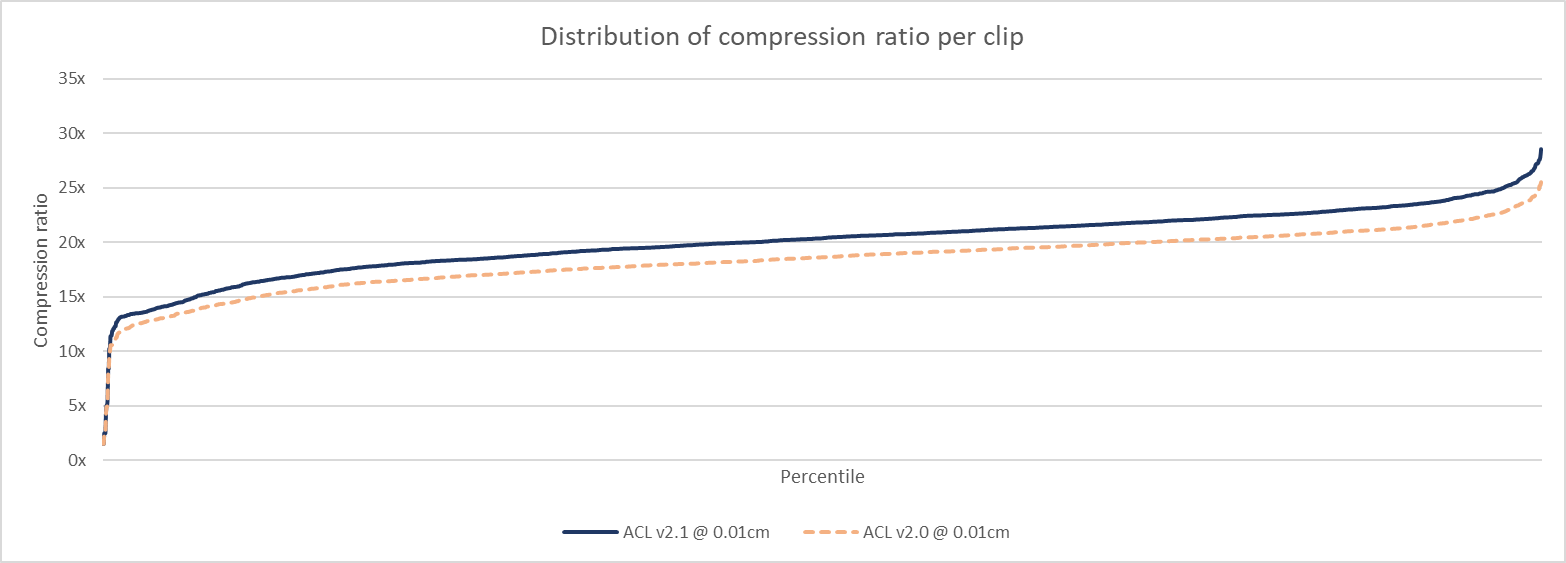 Distribution of compression ratio per clip
35x
30x
25x
20x
15x
10x
5x
0x
Compression ratio
Percentile
ACL v2.1 @ 0.01cm
ACL v2.0 @ 0.01cm